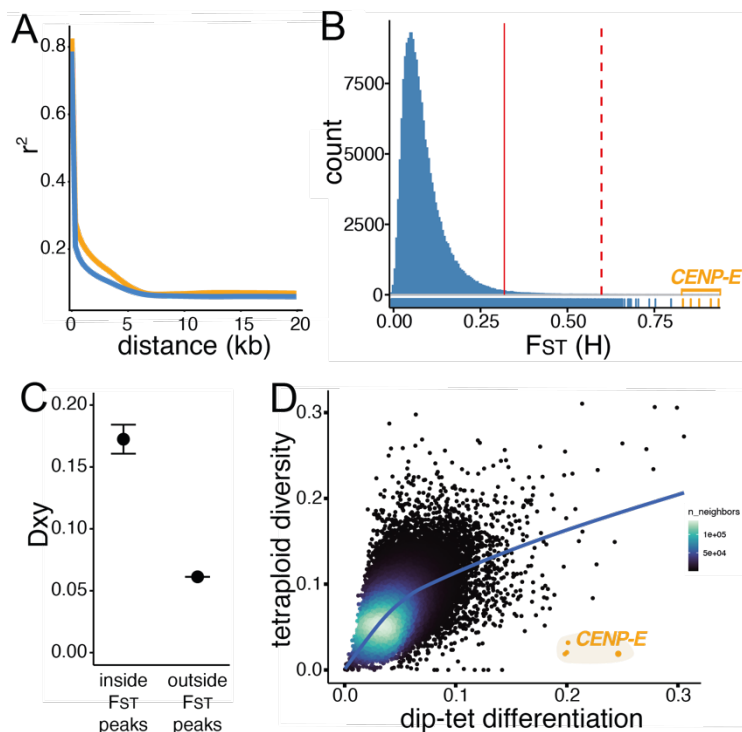 A
0.8
0.6
0.4
0.2
r²
0
5
10
15
20
distance (kb)
B
7500
5000
2500
0
count
CENP-E
0.00
0.25
0.50
0.75
FST (H)
C
0.20
0.15
0.10
0.05
0.00
Dxy
inside
FST
peaks
outside
FST
peaks
D
0.3
0.2
0.1
0.0
tetraploid diversity
n_neighbors
1e+05
5e+04
CENP-E
0.0
0.1
0.2
0.3
dip-tet differentiation